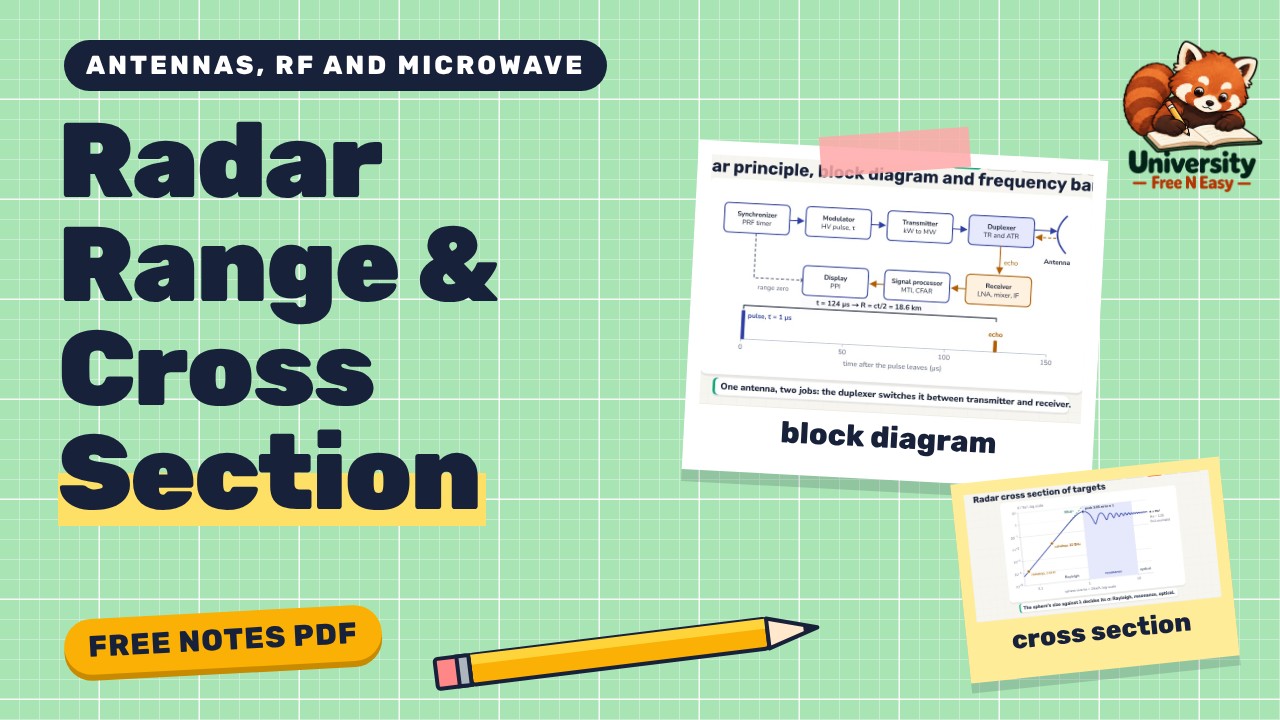 ANTENNAS, RF AND MICROWAVE
Radar
Range &
Cross
Section
FREE NOTES PDF
University
Free N Easy
ar principle, block diagram and frequency ba
Synchronizer
PRF timer
Modulator
HV pulse, τ
Transmitter
kW to MW
Duplexer
TR and ATR
Antenna
echo
Display
PPI
Signal processor
MTI, CFAR
Receiver
LNA, mixer, IF
range zero
t = 124 μs → R = ct/2 = 18.6 km
pulse, τ = 1 μs
echo
0
50
100
150
time after the pulse leaves (μs)
One antenna, two jobs: the duplexer switches it between transmitter and receiver.
block diagram
Radar cross section of targets
Rayleigh
resonance
optical
The sphere's size against λ decides its σ: Rayleigh, resonance, optical.
cross section